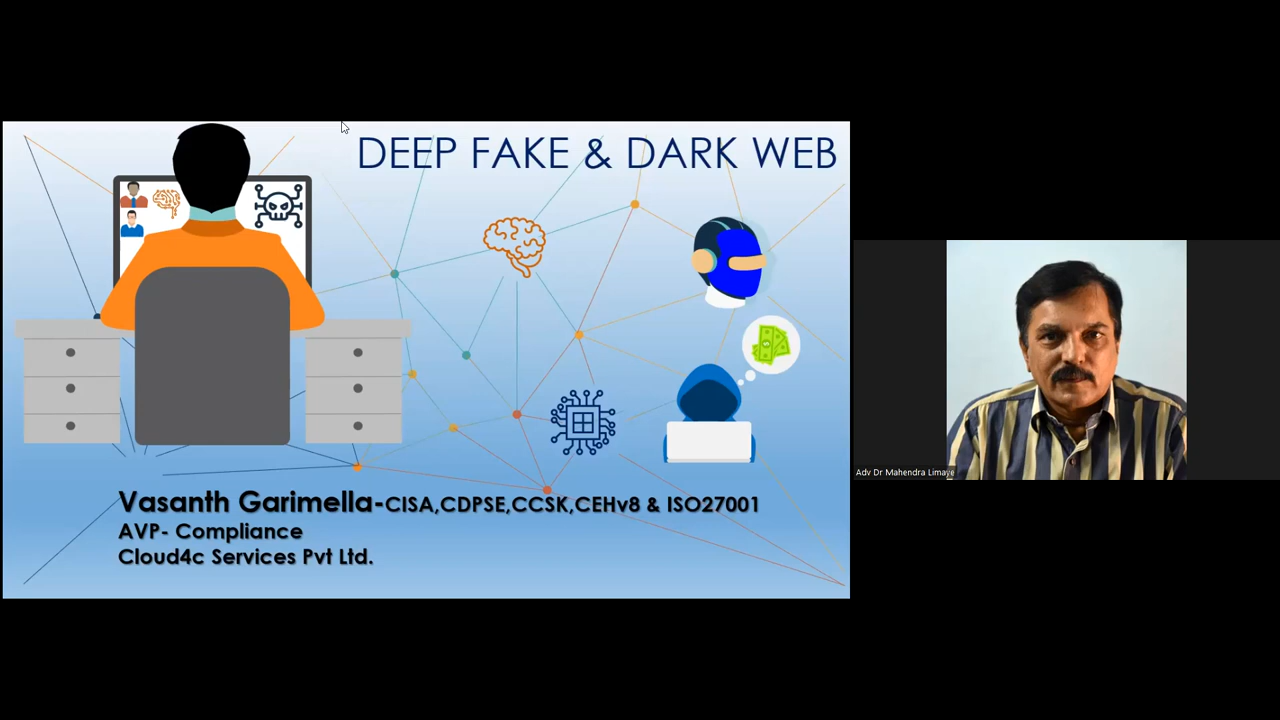 DEEP FAKE & DARK WEB
Vasanth Garimella-CISA,CDPSE,CCSK,CEHv8 & ISO27001
AVP- Compliance
Cloud4c Services Pvt Ltd.
Adv Dr Mahendra Limaye